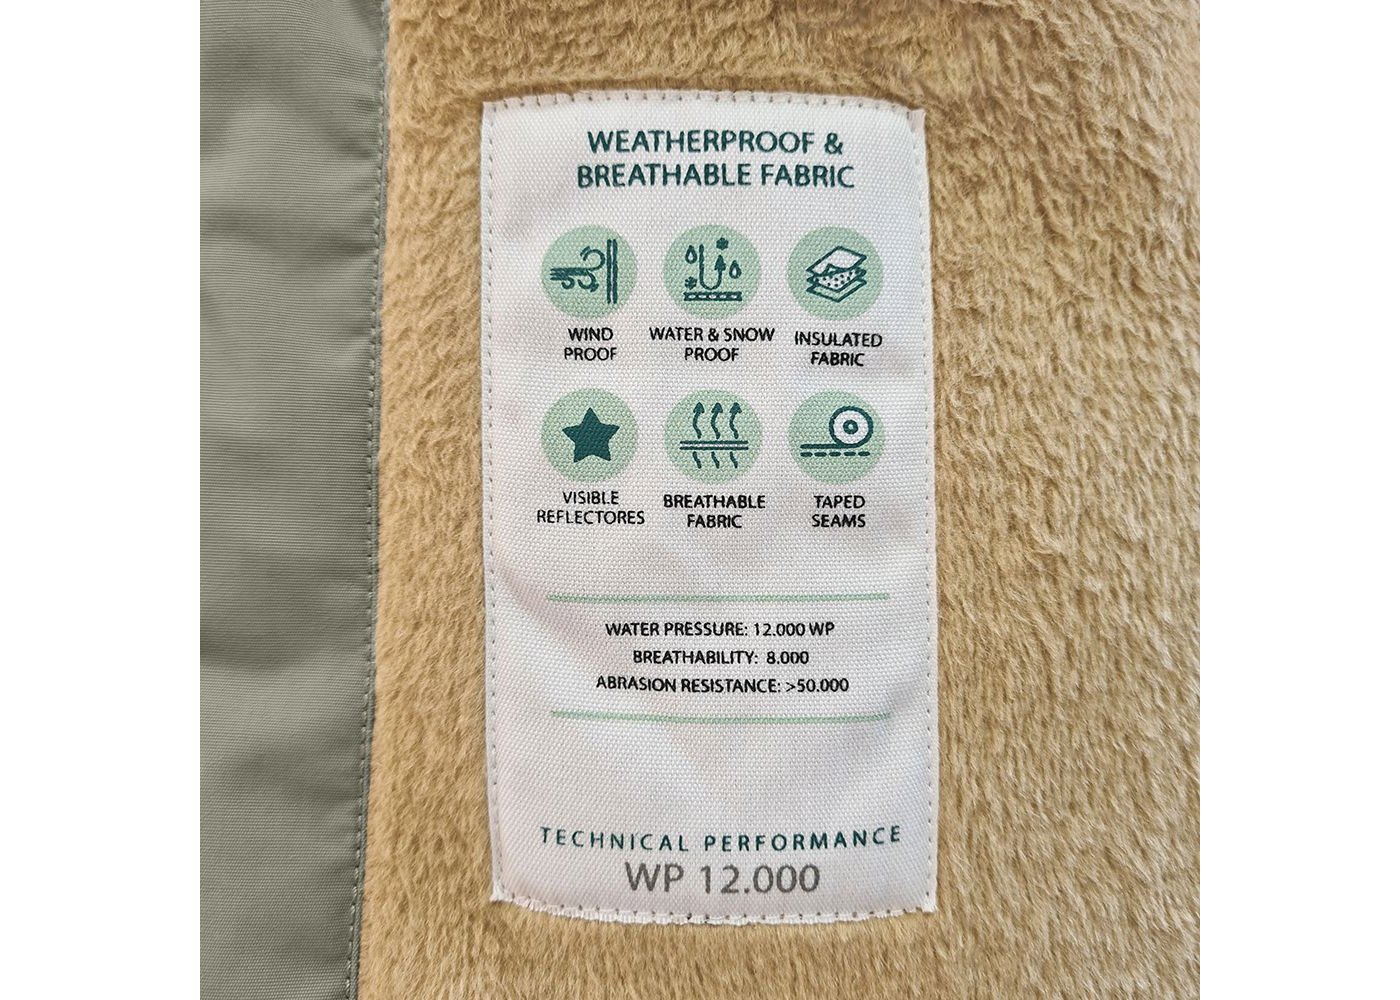 WEATHERPROOF &
BREATHABLE FABRIC
WIND
PROOF
WATER & SNOW
PROOF
INSULATED
FABRIC
VISIBLE
REFLECTORES
BREATHABLE
FABRIC
TAPED
SEAMS
WATER PRESSURE: 12.000 WP
BREATHABILITY: 8.000
ABRASION RESISTANCE: >50.000
TECHNICAL PERFORMANCE
WP 12.000